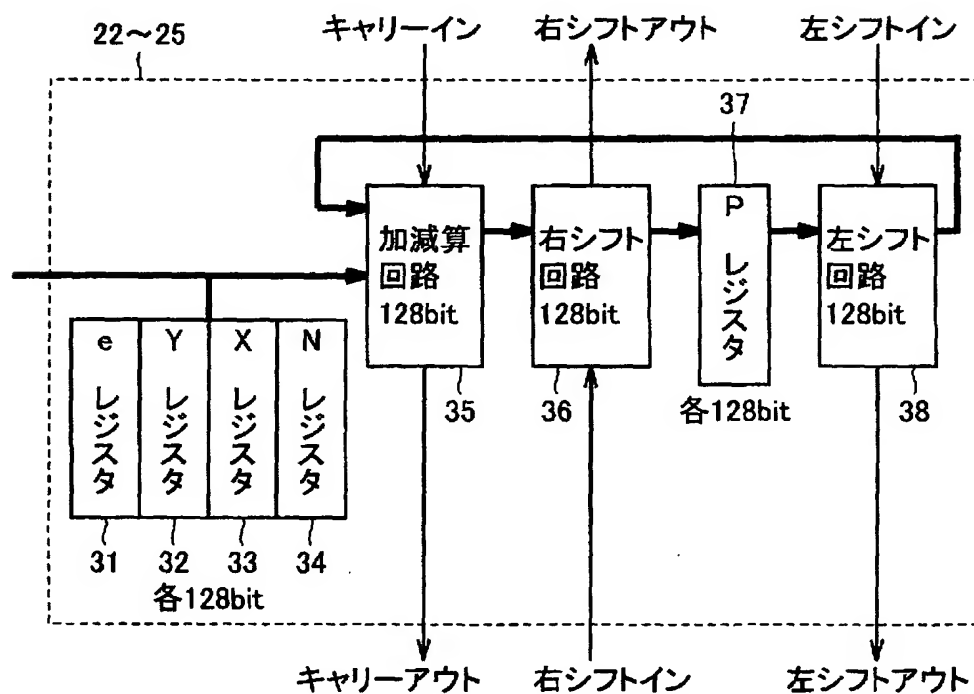 22～25
キャリーイン
右シフトアウト
左シフトイン
37
加減算
回路
128bit
右シフト
回路
128bit
P
レジスタ
左シフト
回路
128bit
e
レジスタ
Y
レジスタ
X
レジスタ
N
レジスタ
35
36
各128bit
38
31
32
33
34
各128bit
キャリーアウト
右シフトイン
左シフトアウト